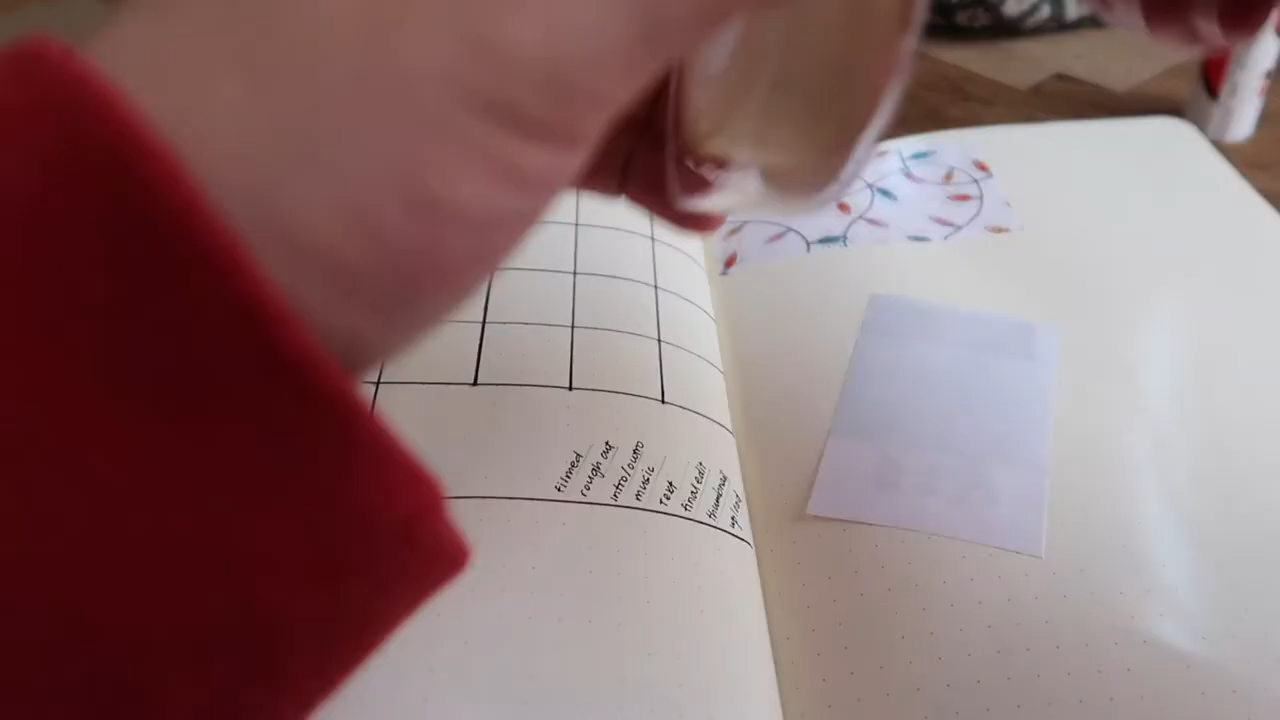 filmed
rough cut
intro/outro
music
Text
final edit
thumbnail
upload